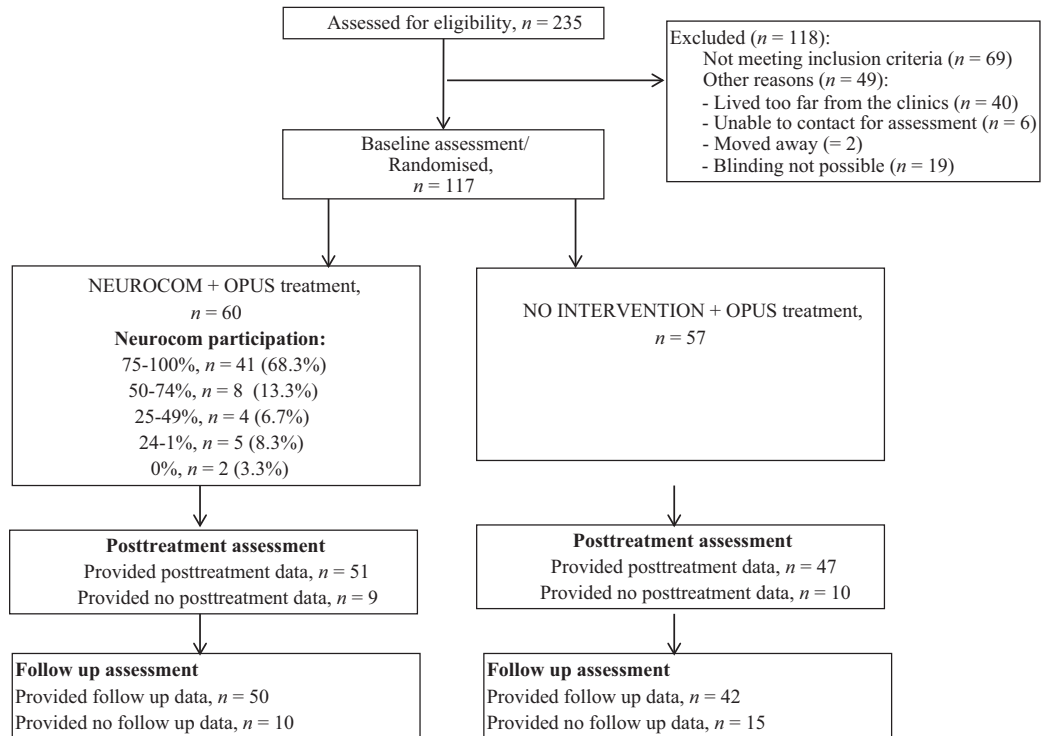 Assessed for eligibility, n = 235
Excluded (n = 118):
Not meeting inclusion criteria (n = 69)
Other reasons (n = 49):
- Lived too far from the clinics (n = 40)
- Unable to contact for assessment (n = 6)
- Moved away (= 2)
- Blinding not possible (n = 19)
Baseline assessment/
Randomised,
n = 117
NEUROCOM + OPUS treatment,
n = 60
Neurocom participation:
75-100%, n = 41 (68.3%)
50-74%, n = 8 (13.3%)
25-49%, n = 4 (6.7%)
24-1%, n = 5 (8.3%)
0%, n = 2 (3.3%)
NO INTERVENTION + OPUS treatment,
n = 57
Posttreatment assessment
Provided posttreatment data, n = 51
Provided no posttreatment data, n = 9
Posttreatment assessment
Provided posttreatment data, n = 47
Provided no posttreatment data, n = 10
Follow up assessment
Provided follow up data, n = 50
Provided no follow up data, n = 10
Follow up assessment
Provided follow up data, n = 42
Provided no follow up data, n = 15